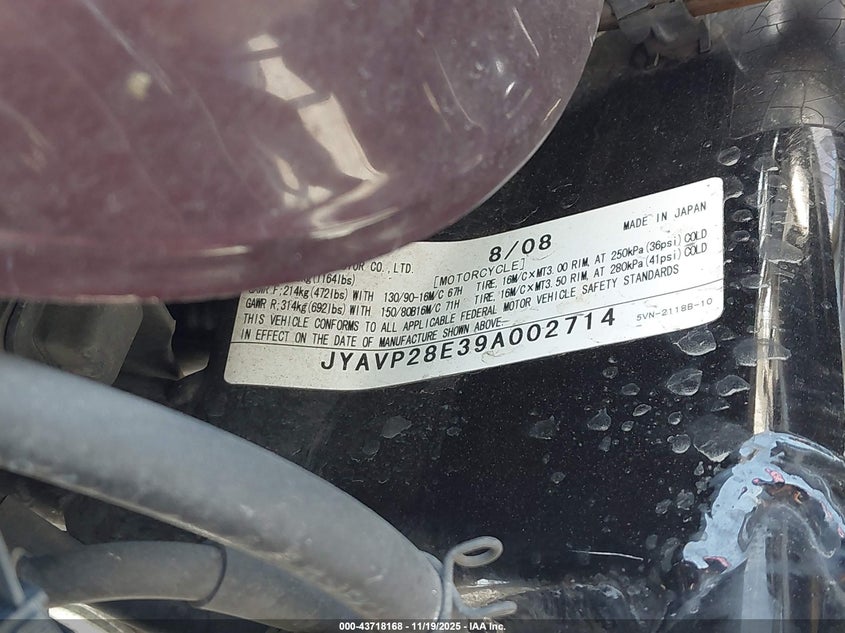 8/08 MADE IN JAPAN
TOR CO.,LTD. [MOTORCYCLE]
(1164lbs)
GAWR F,214kg(472lbs) WITH 130/90-16M/C 67H TIRE, 16M/C×MT3.00 RIM, AT 250kPa(36psi)COLD
GAWR R,314kg(692lbs) WITH 150/80B16M/C 71H TIRE, 16M/C×MT3.50 RIM, AT 280kPa(41psi)COLD
THIS VEHICLE CONFORMS TO ALL APPLICABLE FEDERAL MOTOR VEHICLE SAFETY STANDARDS
IN EFFECT ON THE DATE OF MANUFACTURE SHOWN ABOVE
5VN-2118B-10
JYAVP28E39A002714
000-43718168 - 11/19/2025 - IAA Inc.